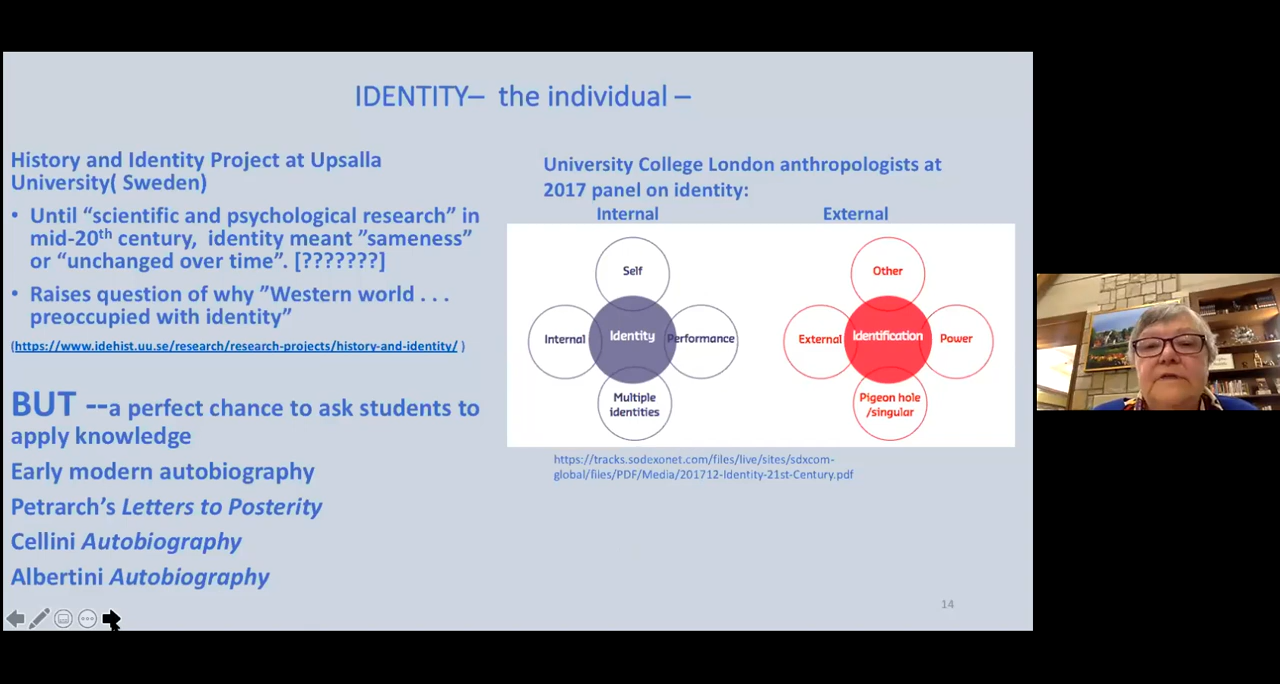 IDENTITY– the individual –
History and Identity Project at Upsalla
University( Sweden)
• Until “scientific and psychological research” in
mid-20th century, identity meant ”sameness”
or “unchanged over time”. [???????]
• Raises question of why ”Western world . . .
preoccupied with identity”
(https://www.idehist.uu.se/research/research-projects/history-and-identity/ )
BUT --a perfect chance to ask students to
apply knowledge
Early modern autobiography
Petrarch’s Letters to Posterity
Cellini Autobiography
Albertini Autobiography
University College London anthropologists at
2017 panel on identity:
Internal
Self
Internal
Identity
Performance
Multiple
identities
External
Other
External
Identification
Power
Pigeon hole
/singular
https://tracks.sodexonet.com/files/live/sites/sdxcom-
global/files/PDF/Media/201712-Identity-21st-Century.pdf
14